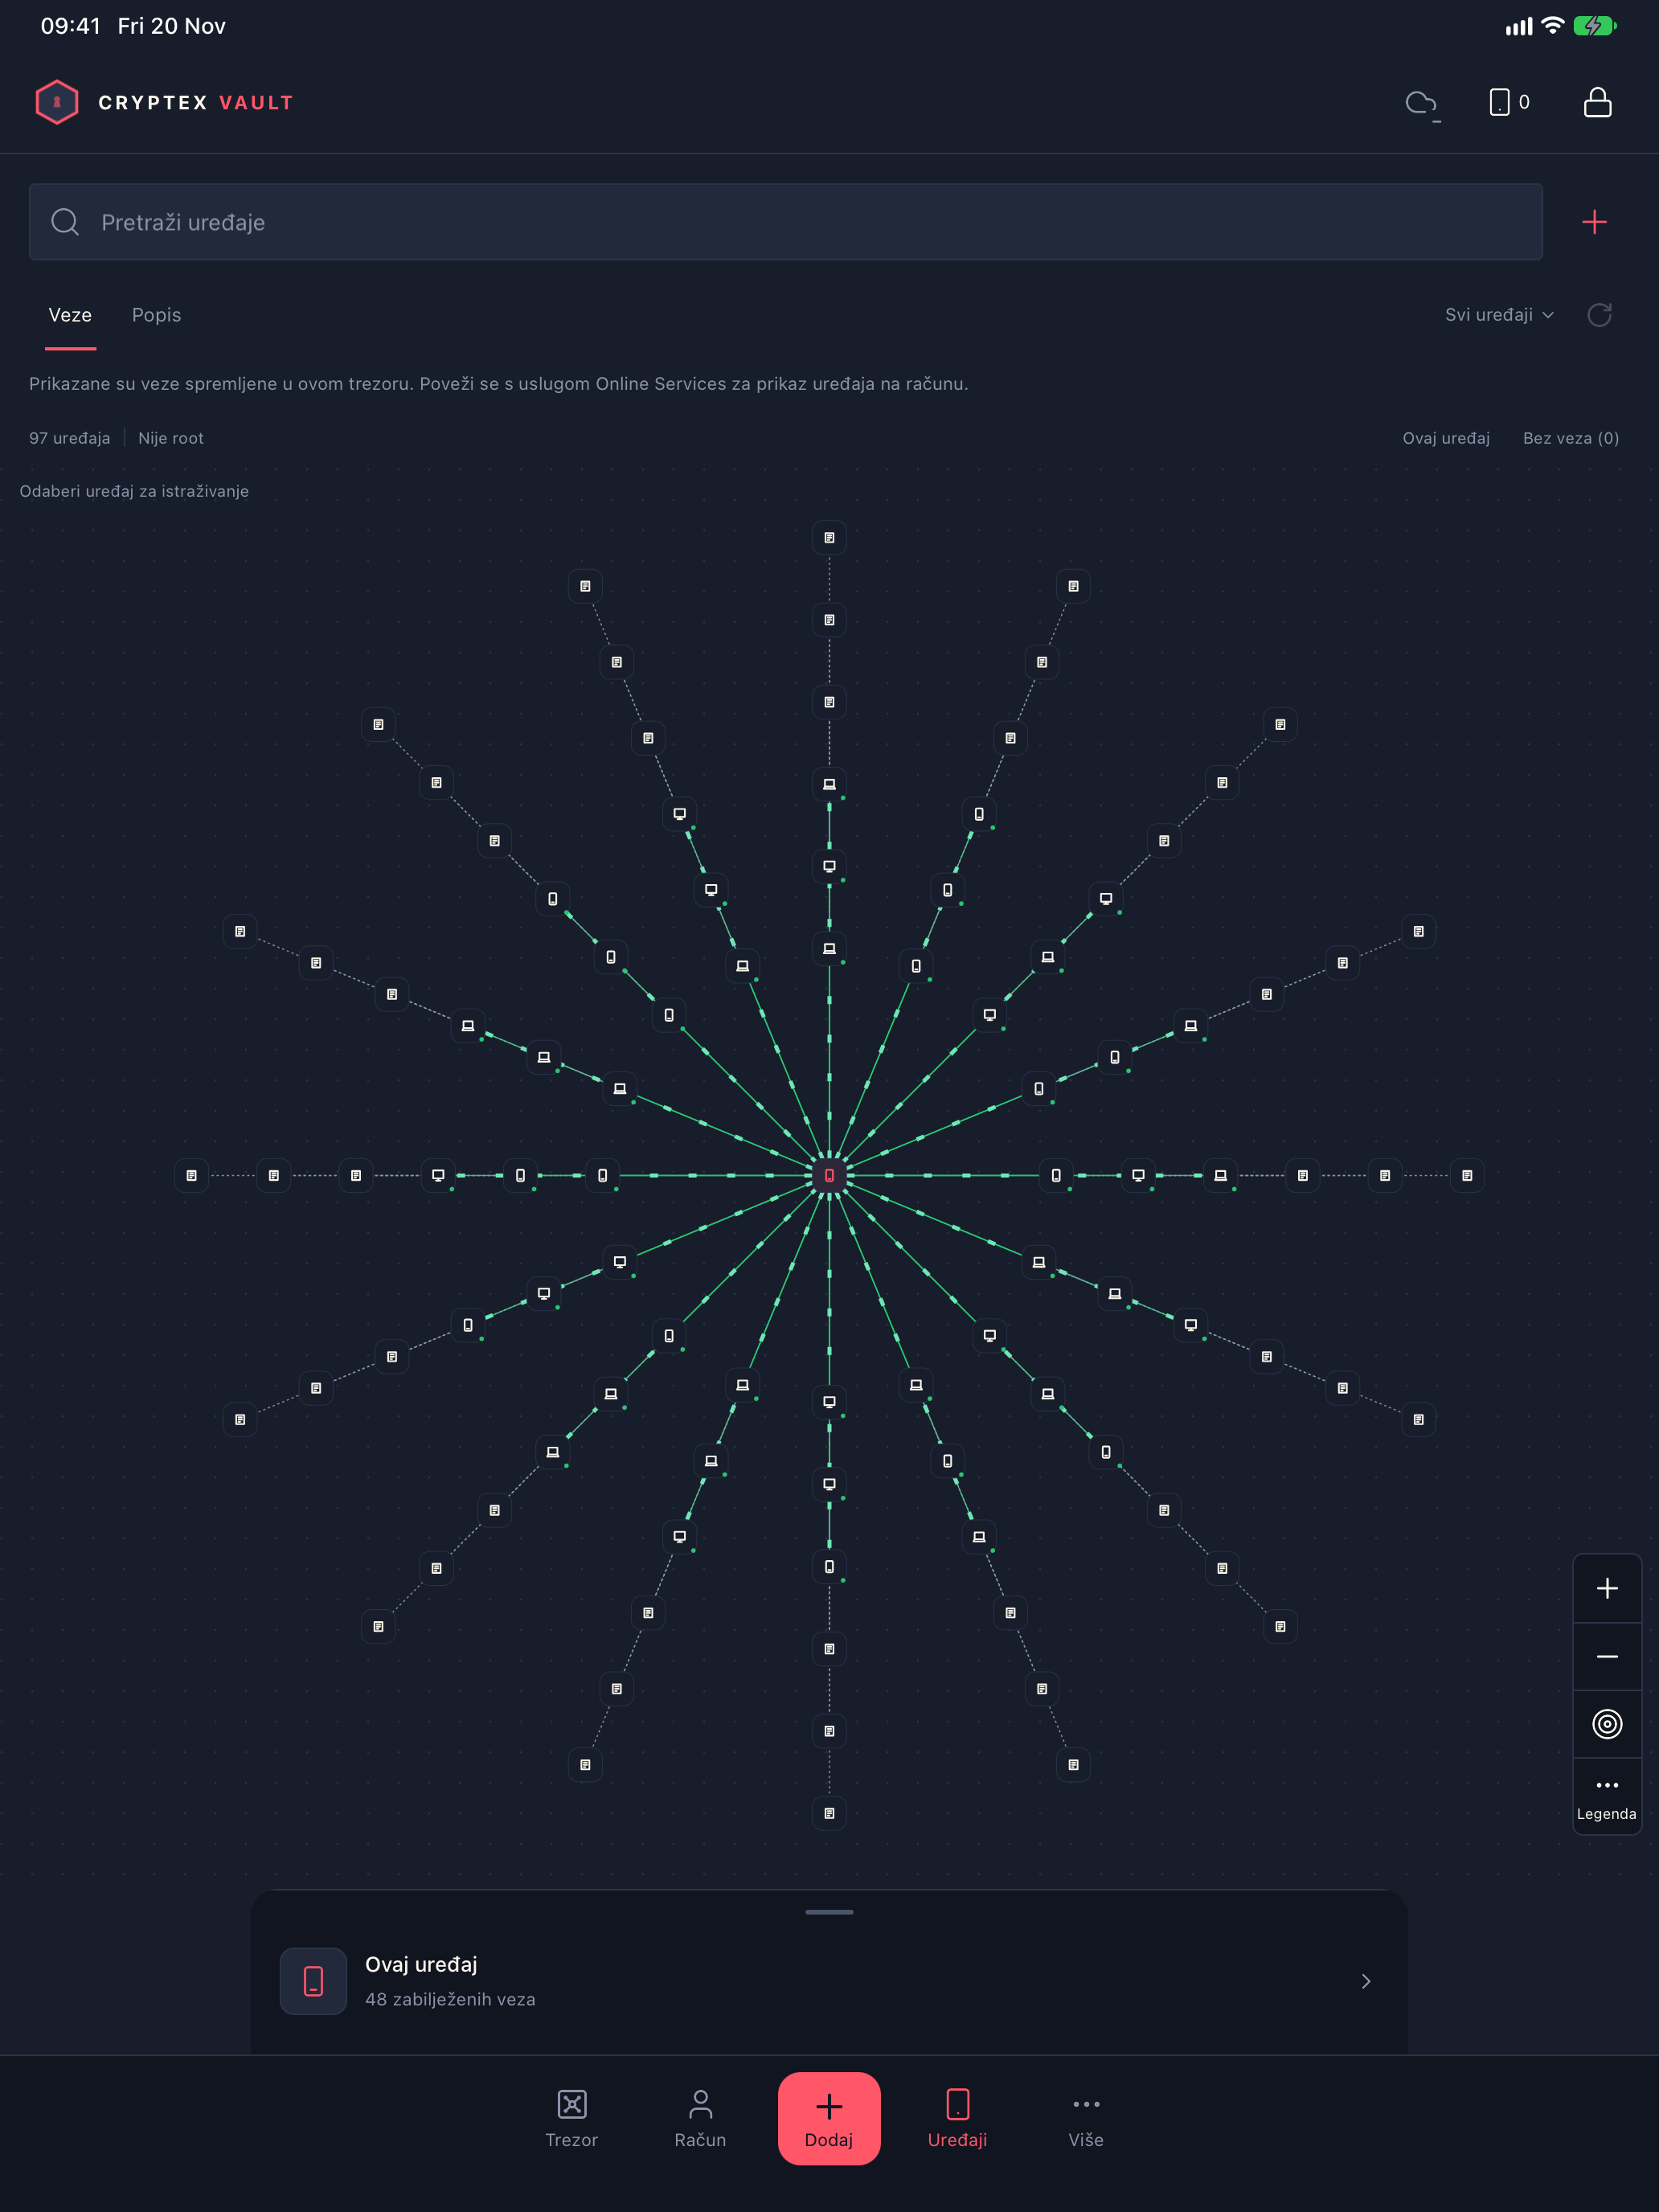 09:41 Fri 20 Nov
CRYPTEX VAULT
0
Pretraži uređaje
Veze Popis Svi uređaji
Prikazane su veze spremljene u ovom trezoru. Poveži se s uslugom Online Services za prikaz uređaja na računu.
97 uređaja Nije root Ovaj uređaj Bez veza (0)
Odaberi uređaj za istraživanje
Legenda
Ovaj uređaj
48 zabilježenih veza
Trezor Račun Dodaj Uređaji Više